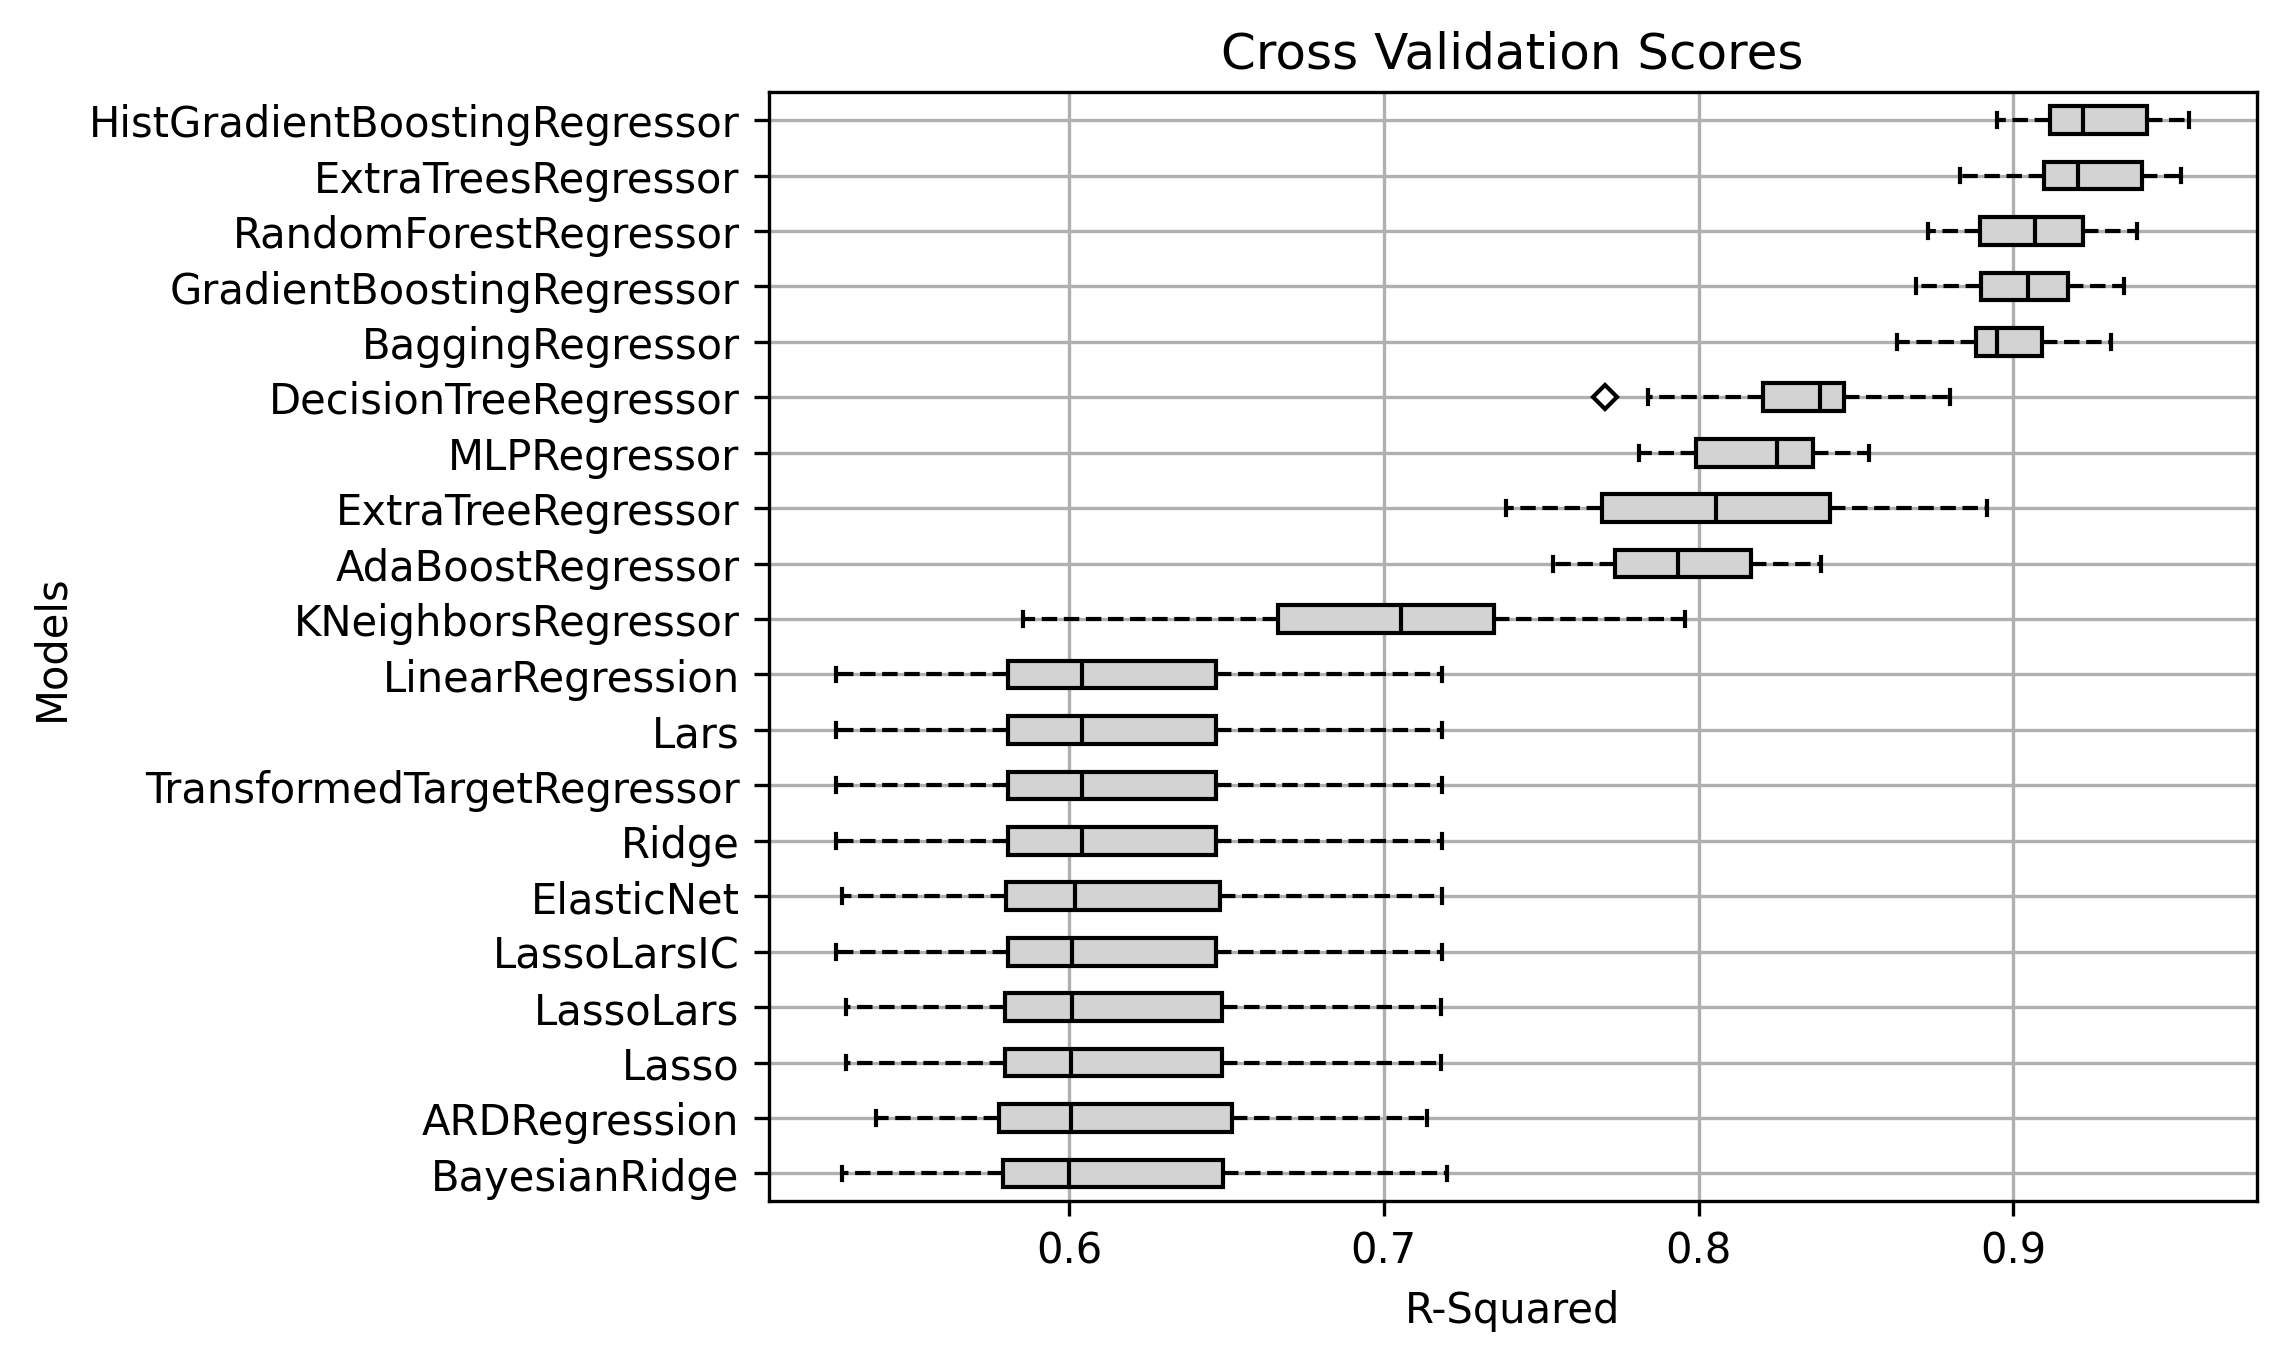 Cross Validation Scores
HistGradientBoostingRegressor
ExtraTreesRegressor
RandomForestRegressor
GradientBoostingRegressor
BaggingRegressor
DecisionTreeRegressor
MLPRegressor
ExtraTreeRegressor
AdaBoostRegressor
KNeighborsRegressor
LinearRegression
Lars
TransformedTargetRegressor
Ridge
ElasticNet
LassoLarsIC
LassoLars
Lasso
ARDRegression
BayesianRidge
Models
0.6 0.7 0.8 0.9
R-Squared